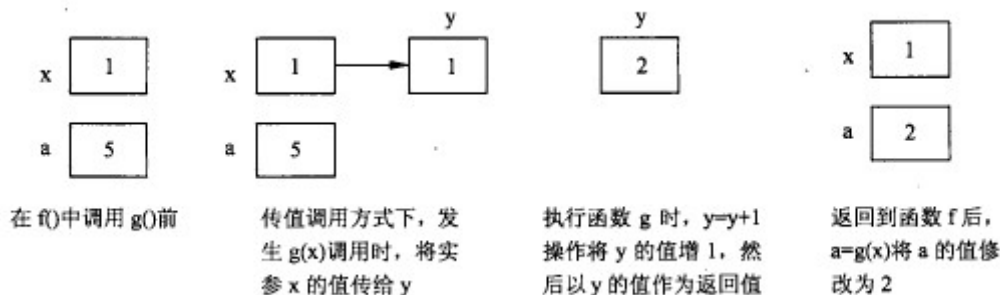 y
y
x
1
x
1
1
2
x
1
a
5
a
5
a
2
在 f()中调用 g()前
传值调用方式下，发
生 g(x)调用时，将实
参 x 的值传给 y
执行函数 g 时，y=y+1
操作将 y 的值增 1，然
后以 y 的值作为返回值
返回到函数 f 后，
a=g(x)将 a 的值修
改为 2